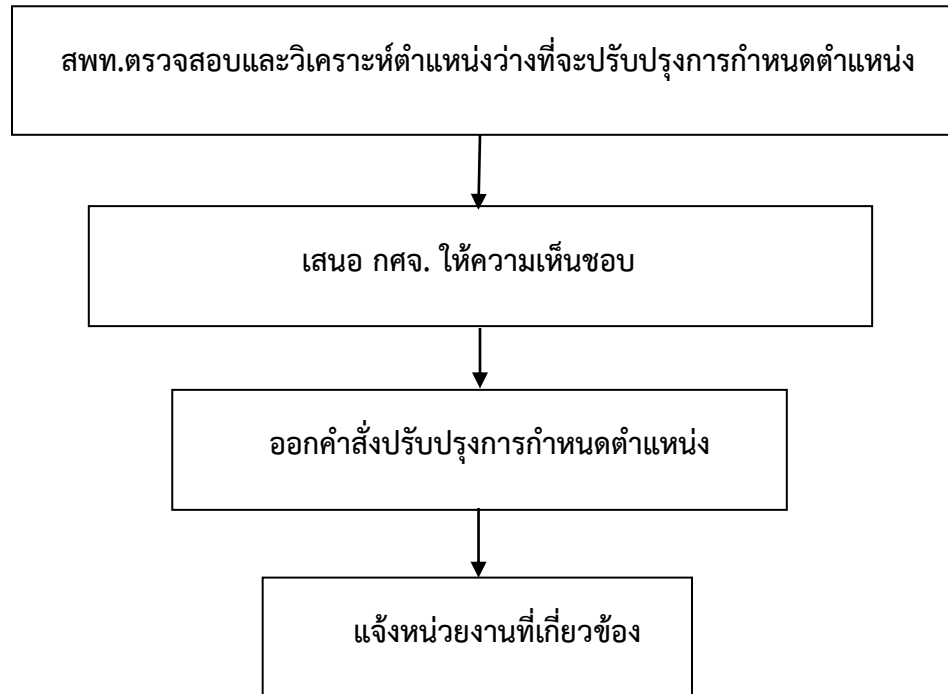 สพท.ตรวจสอบและวิเคราะห์ตำแหน่งว่างที่จะปรับปรุงการกำหนดตำแหน่ง
เสนอ กศจ. ให้ความเห็นชอบ
ออกคำสั่งปรับปรุงการกำหนดตำแหน่ง
แจ้งหน่วยงานที่เกี่ยวข้อง